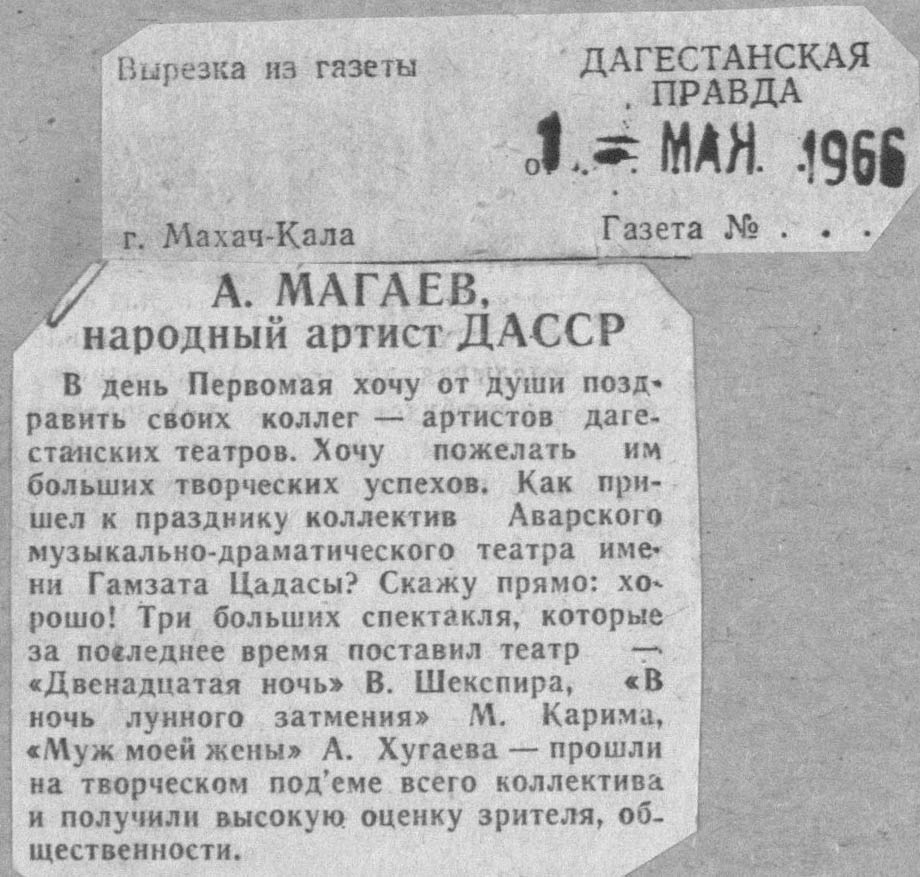 Вырезка из газеты
ДАГЕСТАНСКАЯ
ПРАВДА
от 1 - МАЯ 1966
г. Махач-Кала
Газета № . . .
А. МАГАЕВ,
народный артист ДАССР
В день Первомая хочу от души позд-
равить своих коллег — артистов даге-
станских театров. Хочу пожелать им
больших творческих успехов. Как при-
шел к празднику коллектив Аварского
музыкально-драматического театра име-
ни Гамзата Цадасы? Скажу прямо: хо-
рошо! Три больших спектакля, которые
за последнее время поставил театр —
«Двенадцатая ночь» В. Шекспира, «В
ночь лунного затмения» М. Карима,
«Муж моей жены» А. Хугаева — прошли
на творческом под'еме всего коллектива
и получили высокую оценку зрителя, об-
щественности.